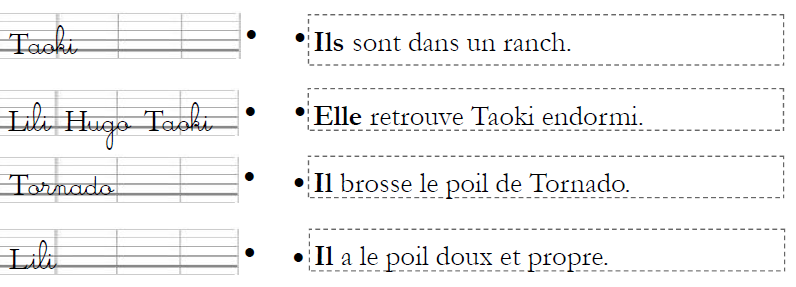 Taoki • • Ils sont dans un ranch.
Lili Hugo Taoki • • Elle retrouve Taoki endormi.
Tornado • • Il brosse le poil de Tornado.
Lili • • Il a le poil doux et propre.